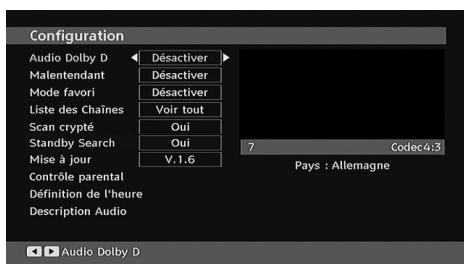 Configuration
Audio Dolby D Désactiver
Malentendant Désactiver
Mode favori Désactiver
Liste des Chaînes Voir tout
Scan crypté Oui
Standby Search Oui
Mise à jour V.1.6
Contrôle parental
Définition de l'heure
Description Audio
7 Codec4:3
Pays : Allemagne
Audio Dolby D